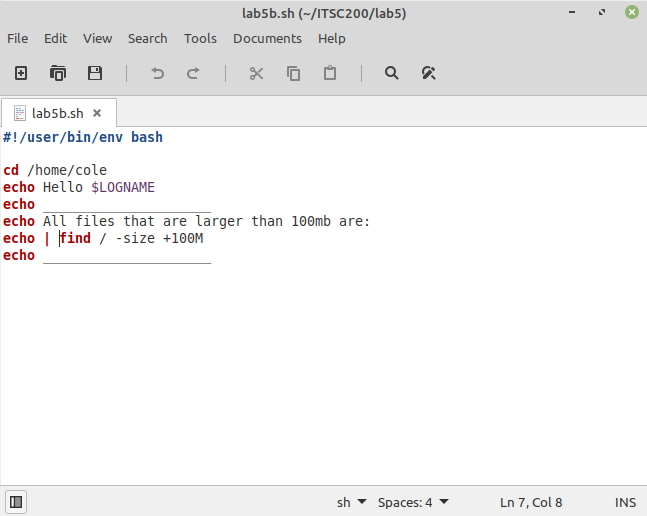 lab5b.sh (~/ITSC200/lab5)
File Edit View Search Tools Documents Help
lab5b.sh
#!/user/bin/env bash
cd /home/cole
echo Hello $LOGNAME
echo _____________________
echo All files that are larger than 100mb are:
echo | find / -size +100M
echo _____________________
sh Spaces: 4 Ln 7, Col 8 INS